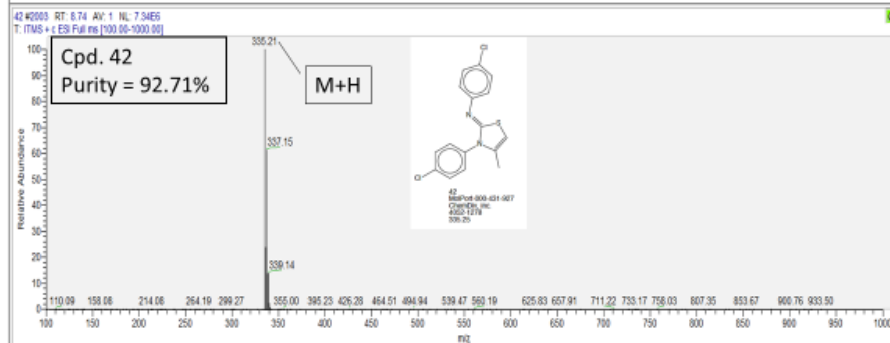 42 #2003 RT: 8.74 AV: 1 NL: 7.34E6
T: ITMS + c ESI Full ms [100.00-1000.00]
Cpd. 42
Purity = 92.71%
335.21
M+H
337.15
339.14
Cl
N
S
N
Cl
42
ChemDiv, Inc.
335.25
Relative Abundance
100
90
80
70
60
50
40
30
20
10
0
110.09 158.08 214.08 264.19 299.27 355.00 395.23 426.28 464.51 494.94 539.47 560.19 625.83 657.91 711.22 733.17 758.03 807.35 853.67 900.76 933.50
100 150 200 250 300 350 400 450 500 550 600 650 700 750 800 850 900 950 1000
m/z